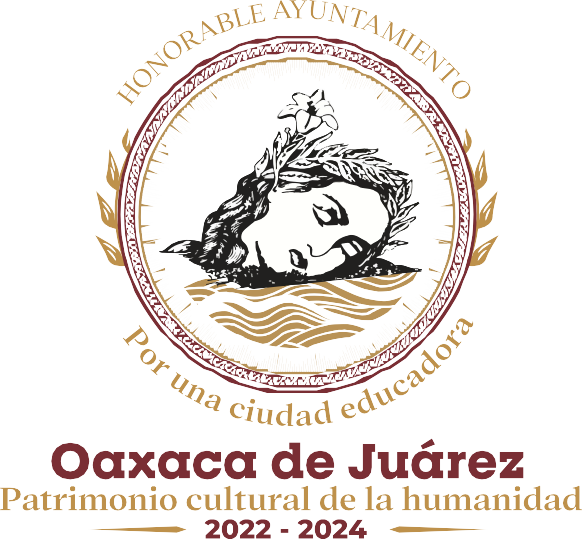 HONORABLE AYUNTAMIENTO
Por una ciudad educadora
Oaxaca de Juárez
Patrimonio cultural de la humanidad
2022 - 2024